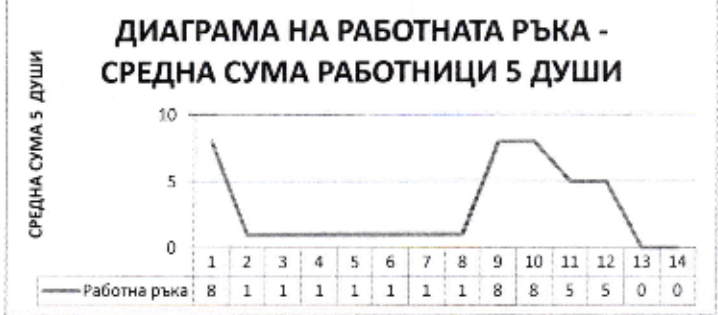 ДИАГРАМА НА РАБОТНАТА РЪКА -
СРЕДНА СУМА РАБОТНИЦИ 5 ДУШИ
СРЕДНА СУМА 5 ДУШИ
10
5
0
1 2 3 4 5 6 7 8 9 10 11 12 13 14
Работна ръка 8 1 1 1 1 1 1 1 8 8 5 5 0 0